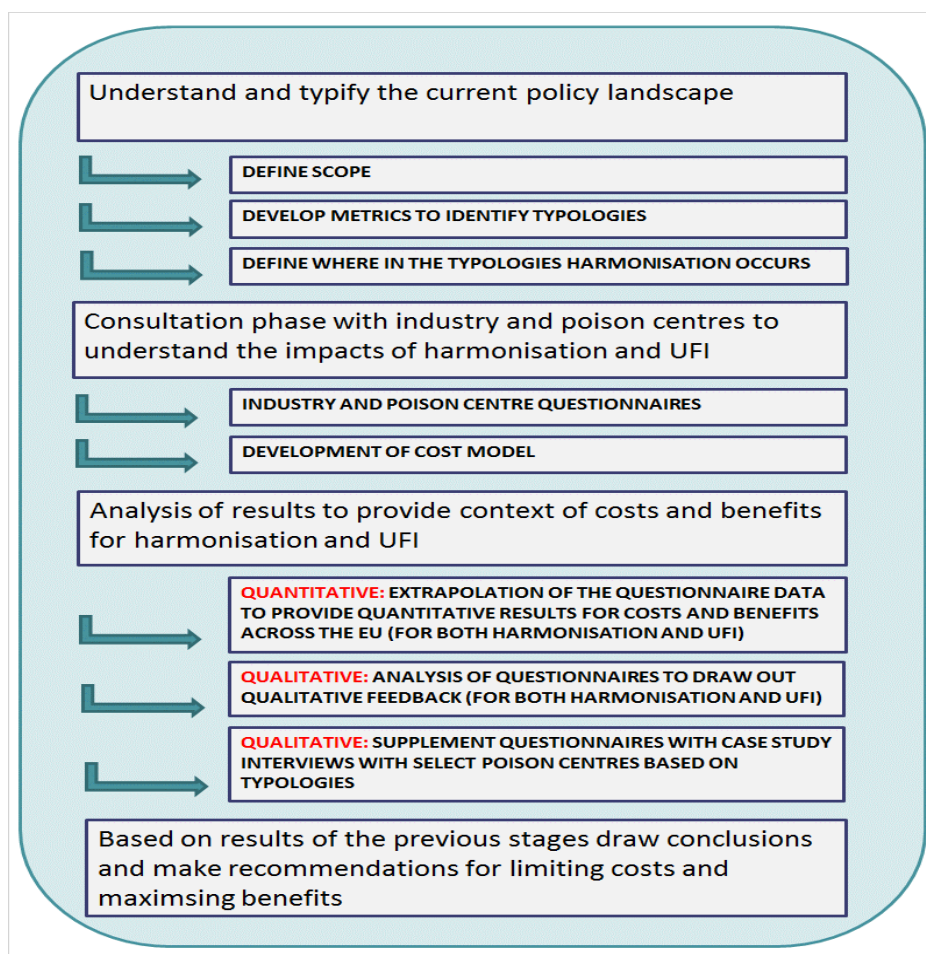 Understand and typify the current policy landscape
DEFINE SCOPE
DEVELOP METRICS TO IDENTIFY TYPOLOGIES
DEFINE WHERE IN THE TYPOLOGIES HARMONISATION OCCURS
Consultation phase with industry and poison centres to
understand the impacts of harmonisation and UFI
INDUSTRY AND POISON CENTRE QUESTIONNAIRES
DEVELOPMENT OF COST MODEL
Analysis of results to provide context of costs and benefits
for harmonisation and UFI
QUANTITATIVE: EXTRAPOLATION OF THE QUESTIONNAIRE DATA
TO PROVIDE QUANTITATIVE RESULTS FOR COSTS AND BENEFITS
ACROSS THE EU (FOR BOTH HARMONISATION AND UFI)
QUALITATIVE: ANALYSIS OF QUESTIONNAIRES TO DRAW OUT
QUALITATIVE FEEDBACK (FOR BOTH HARMONISATION AND UFI)
QUALITATIVE: SUPPLEMENT QUESTIONNAIRES WITH CASE STUDY
INTERVIEWS WITH SELECT POISON CENTRES BASED ON
TYPOLOGIES
Based on results of the previous stages draw conclusions
and make recommendations for limiting costs and
maximsing benefits